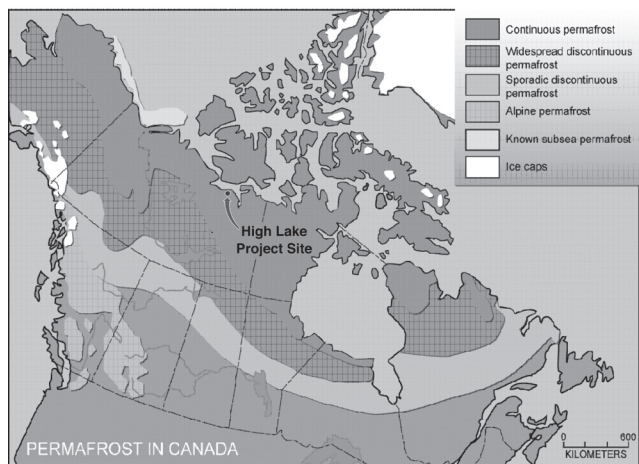 Continuous permafrost
Widespread discontinuous
permafrost
Sporadic discontinuous
permafrost
Alpine permafrost
Known subsea permafrost
Ice caps
High Lake
Project Site
PERMAFROST IN CANADA
0 600
KILOMETERS